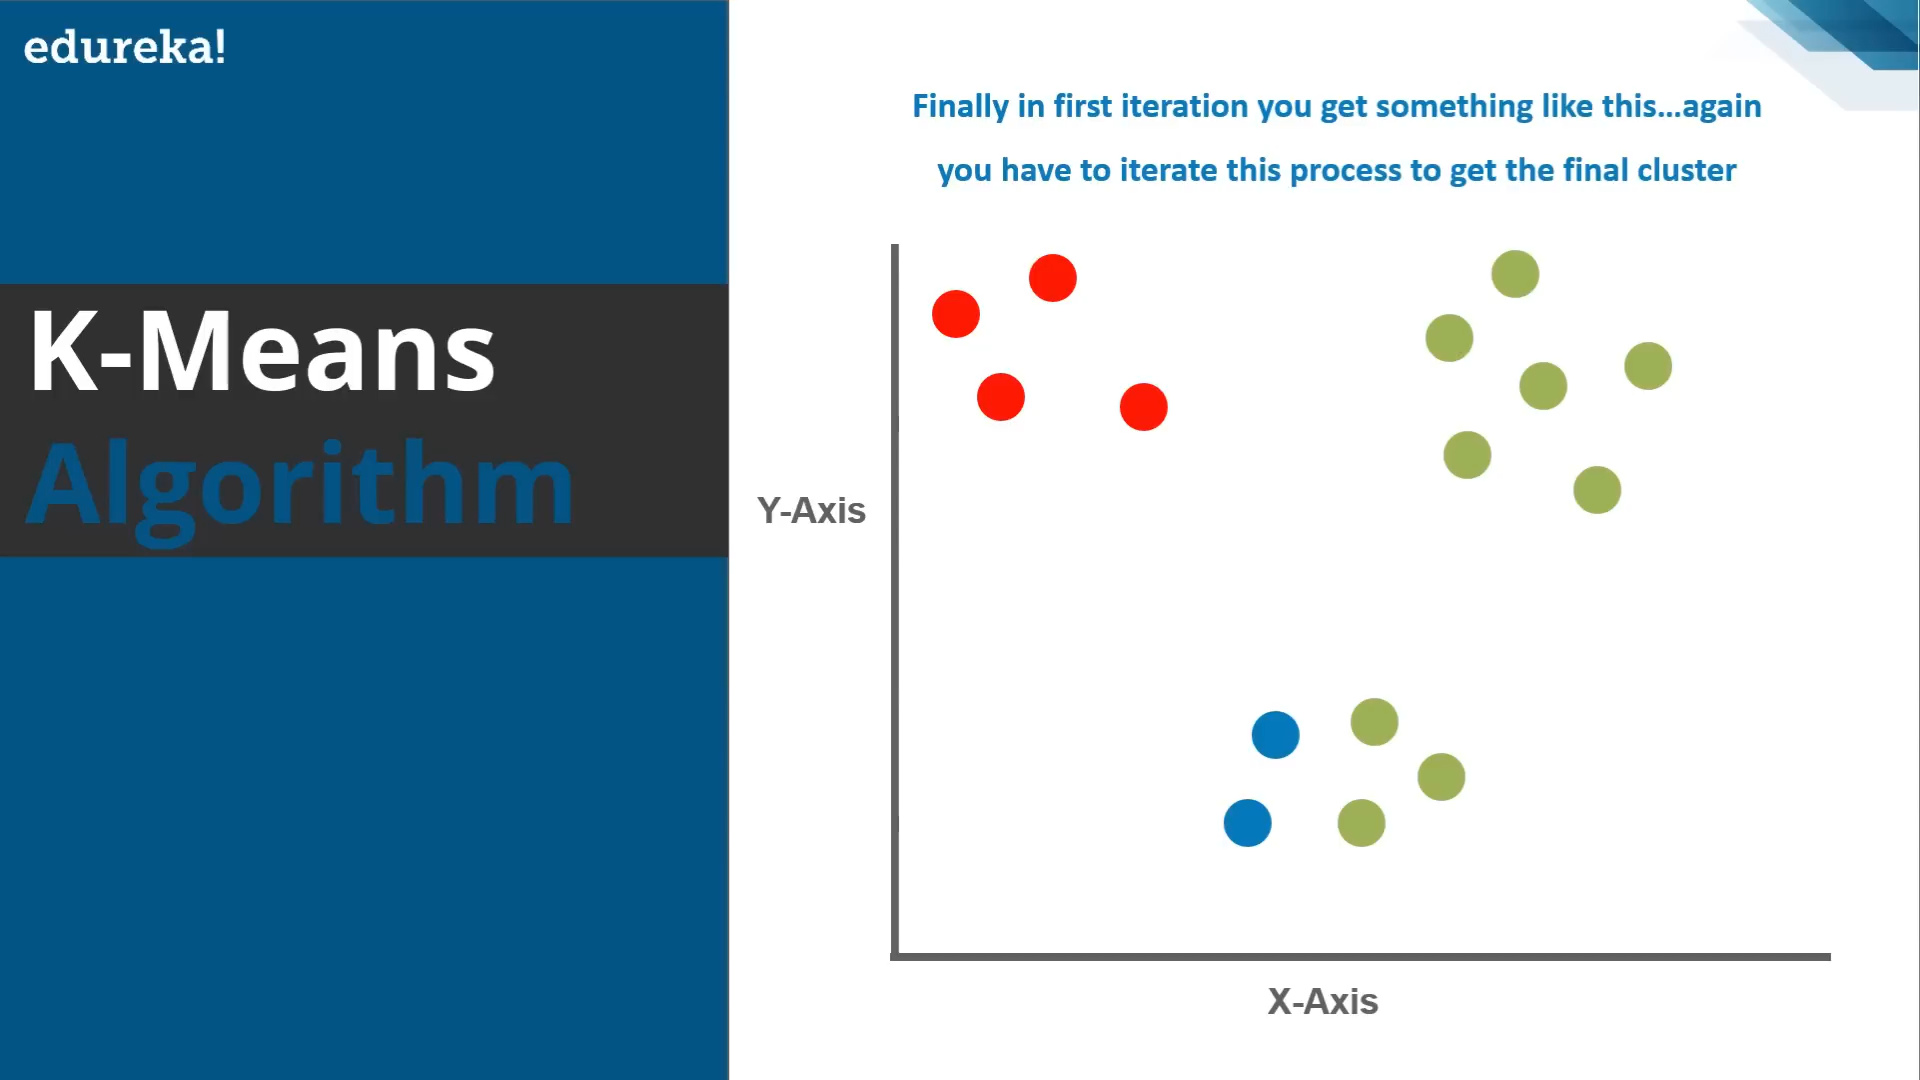 edureka!
K-Means
Algorithm
Finally in first iteration you get something like this...again
you have to iterate this process to get the final cluster
Y-Axis
X-Axis